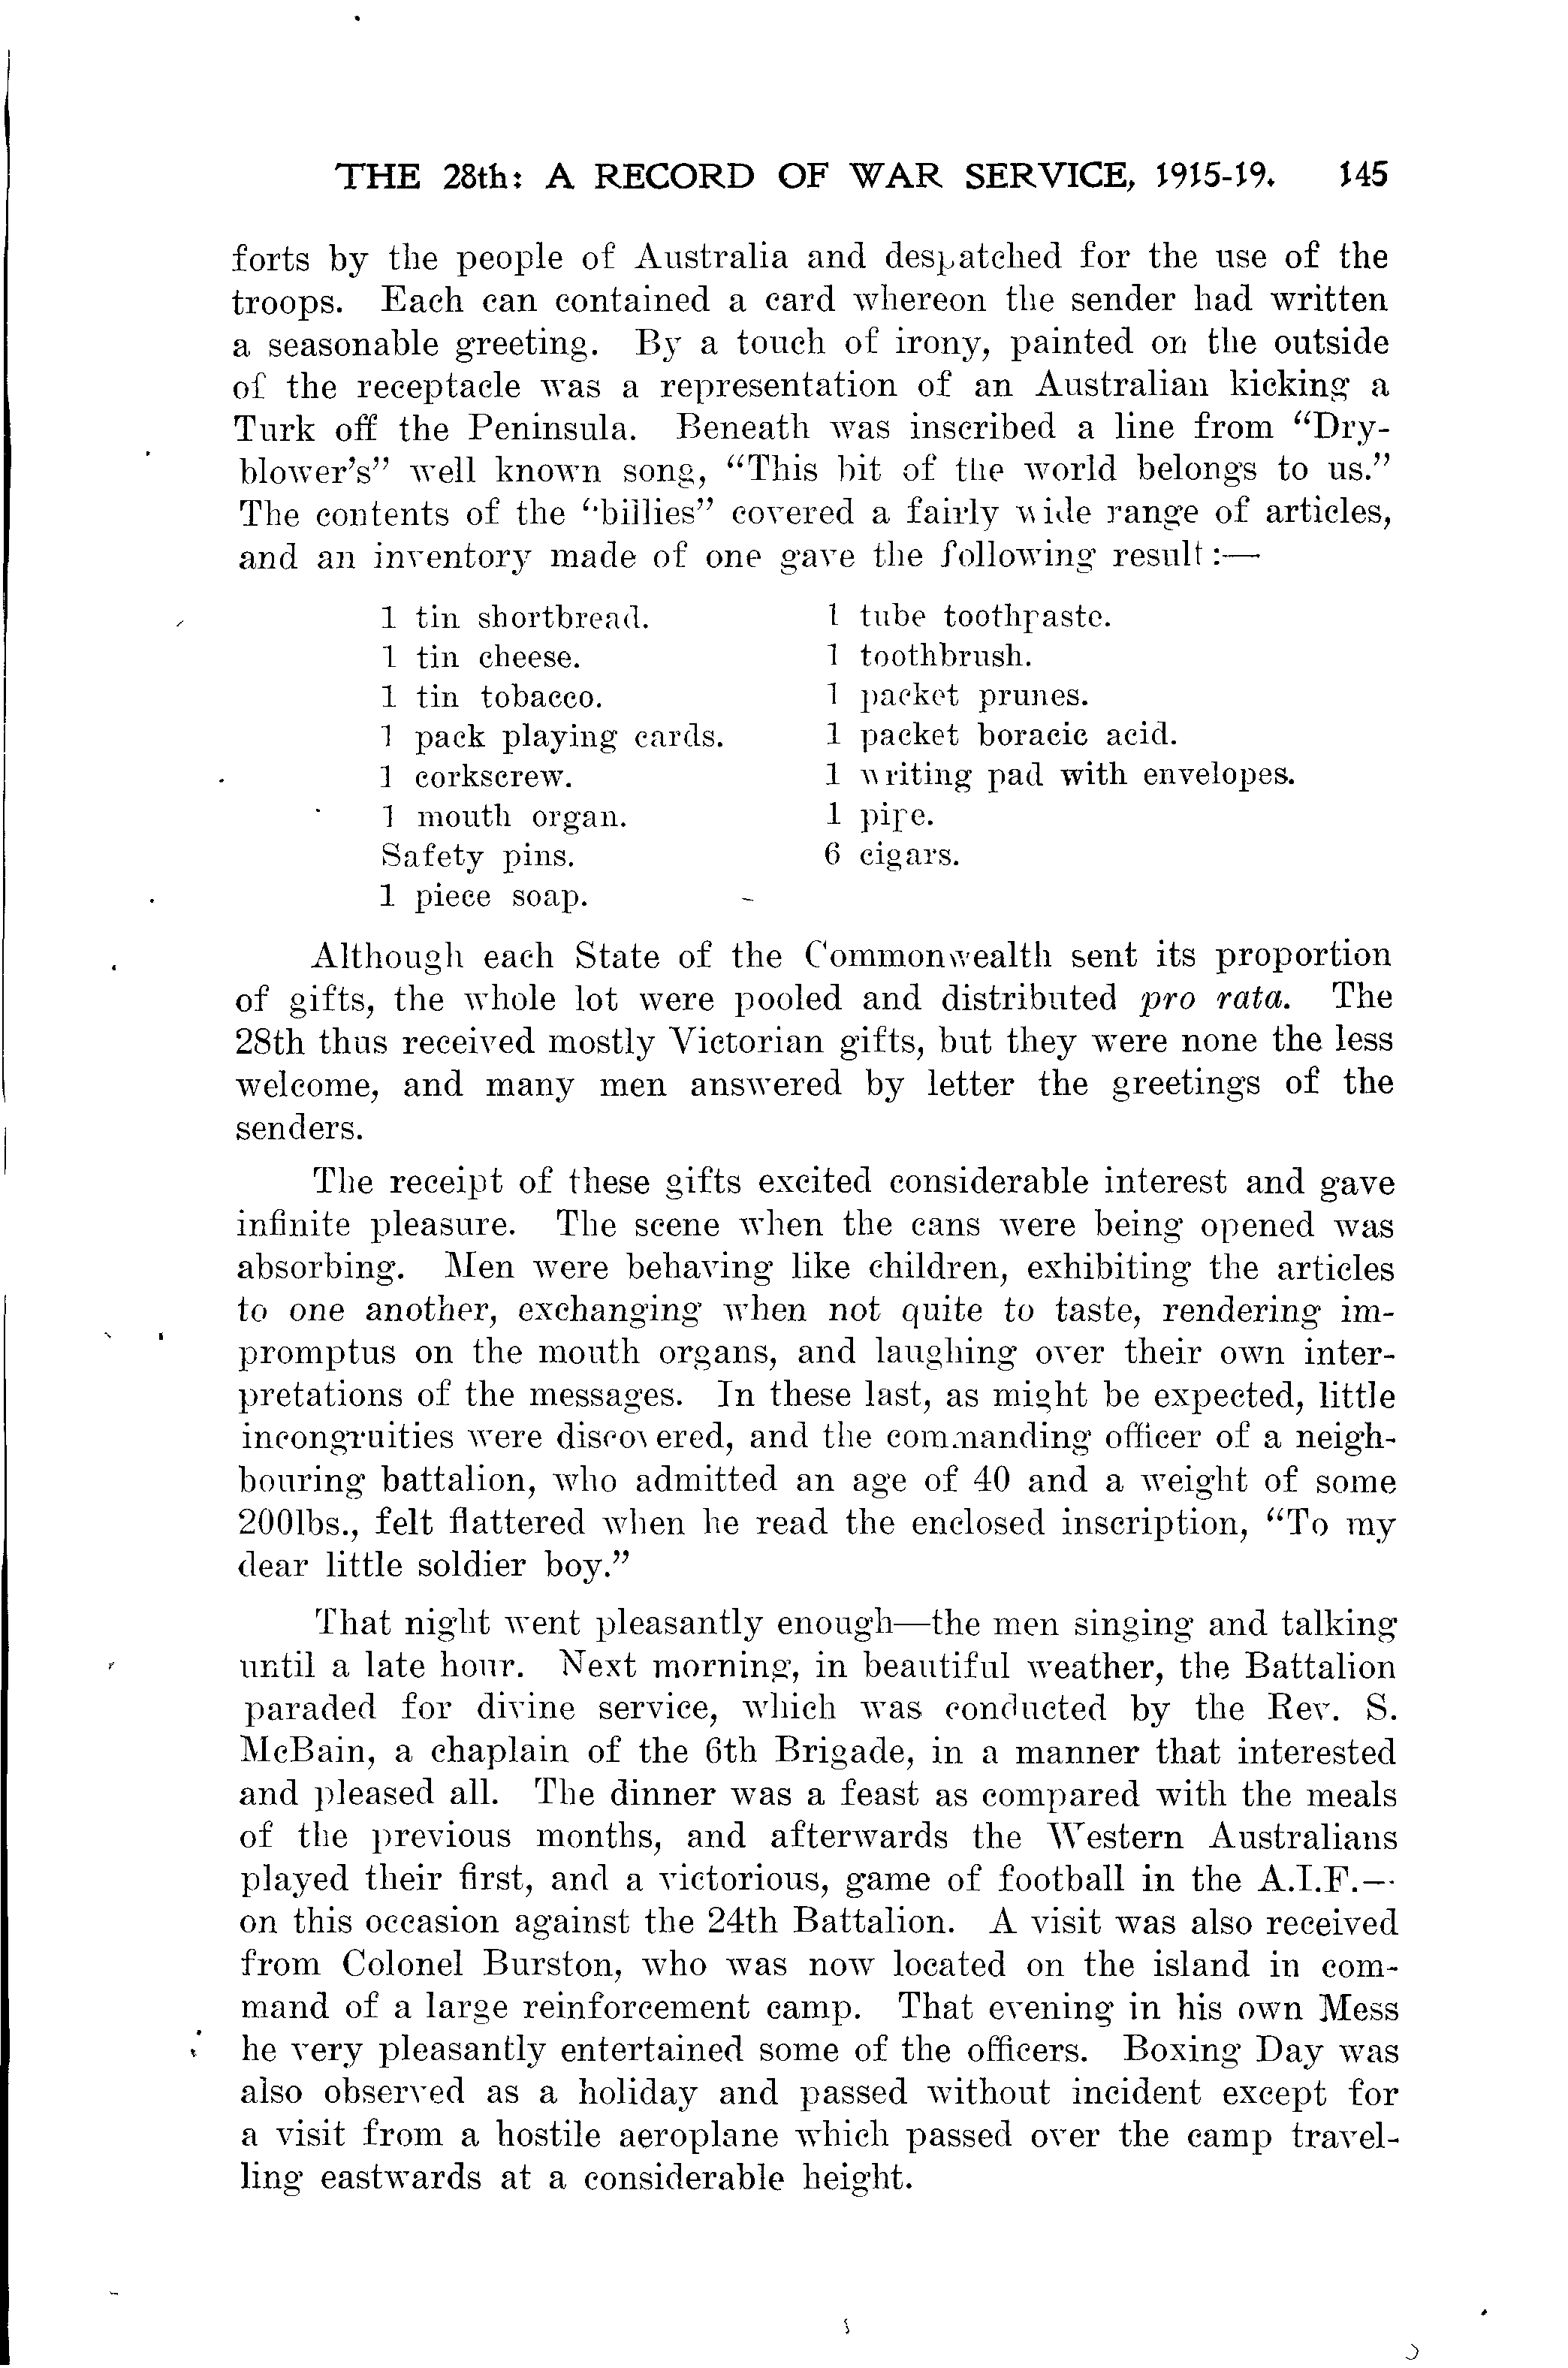 THE 28th: A RECORD OF WAR SERVICE, 1915-19. 145
forts by the people of Australia and despatched for the use of the
troops. Each can contained a card whereon the sender had written
a seasonable greeting. By a touch of irony, painted on the outside
of the receptacle was a representation of an Australian kicking a
Turk off the Peninsula. Beneath was inscribed a line from “Dry-
blower’s” well known song, “This bit of the world belongs to us.”
The contents of the “billies” covered a fairly wide range of articles,
and an inventory made of one gave the following result:—
1 tin shortbread.
1 tin cheese.
1 tin tobacco.
1 pack playing cards.
1 corkscrew.
1 mouth organ.
Safety pins.
1 piece soap.
1 tube toothpaste.
1 toothbrush.
1 packet prunes.
1 packet boracic acid.
1 writing pad with envelopes.
1 pipe.
6 cigars.
Although each State of the Commonwealth sent its proportion
of gifts, the whole lot were pooled and distributed pro rata. The
28th thus received mostly Victorian gifts, but they were none the less
welcome, and many men answered by letter the greetings of the
senders.
The receipt of these gifts excited considerable interest and gave
infinite pleasure. The scene when the cans were being opened was
absorbing. Men were behaving like children, exhibiting the articles
to one another, exchanging when not quite to taste, rendering im-
promptus on the mouth organs, and laughing over their own inter-
pretations of the messages. In these last, as might be expected, little
incongruities were discovered, and the commanding officer of a neigh-
bouring battalion, who admitted an age of 40 and a weight of some
200lbs., felt flattered when he read the enclosed inscription, “To my
dear little soldier boy.”
That night went pleasantly enough—the men singing and talking
until a late hour. Next morning, in beautiful weather, the Battalion
paraded for divine service, which was conducted by the Rev. S.
McBain, a chaplain of the 6th Brigade, in a manner that interested
and pleased all. The dinner was a feast as compared with the meals
of the previous months, and afterwards the Western Australians
played their first, and a victorious, game of football in the A.I.F.—
on this occasion against the 24th Battalion. A visit was also received
from Colonel Burston, who was now located on the island in com-
mand of a large reinforcement camp. That evening in his own Mess
he very pleasantly entertained some of the officers. Boxing Day was
also observed as a holiday and passed without incident except for
a visit from a hostile aeroplane which passed over the camp travel-
ling eastwards at a considerable height.